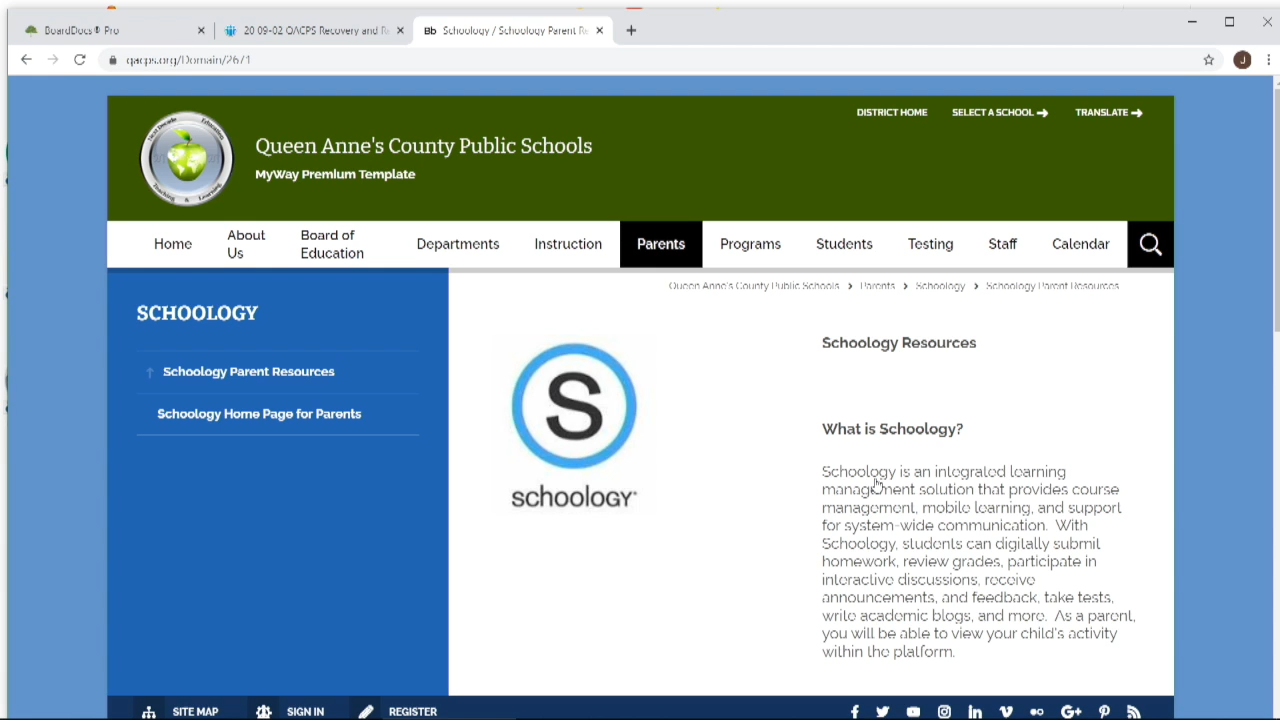 BoardDocs® Pro
20 09-02 QACPS Recovery and R
Bb Schoology / Schoology Parent Re
qacps.org/Domain/2671
J
DISTRICT HOME SELECT A SCHOOL TRANSLATE
Queen Anne's County Public Schools
MyWay Premium Template
Home
About Us
Board of Education
Departments
Instruction
Parents
Programs
Students
Testing
Staff
Calendar
Queen Anne's County Public Schools > Parents > Schoology > Schoology Parent Resources
SCHOOLOGY
Schoology Parent Resources
Schoology Home Page for Parents
S
schoology
Schoology Resources
What is Schoology?
Schoology is an integrated learning
management solution that provides course
management, mobile learning, and support
for system-wide communication. With
Schoology, students can digitally submit
homework, review grades, participate in
interactive discussions, receive
announcements, and feedback, take tests,
write academic blogs, and more. As a parent,
you will be able to view your child's activity
within the platform.
SITE MAP SIGN IN REGISTER